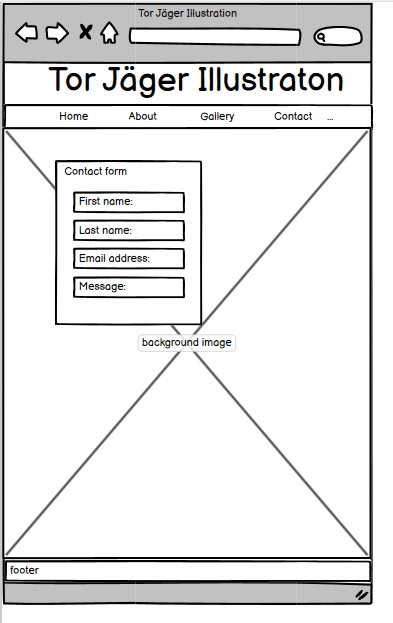 Tor Jäger Illustration
Tor Jäger Illustraton
Home About Gallery Contact ...
Contact form
First name:
Last name:
Email address:
Message:
background image
footer